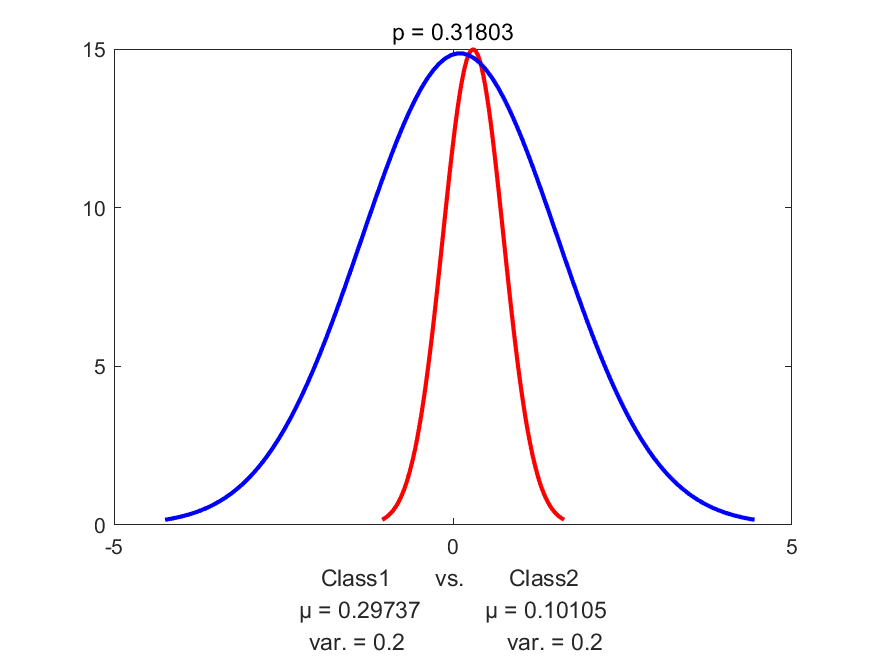 p = 0.31803
15
10
5
0
-5 0 5
Class1 vs. Class2
μ = 0.29737 μ = 0.10105
var. = 0.2 var. = 0.2